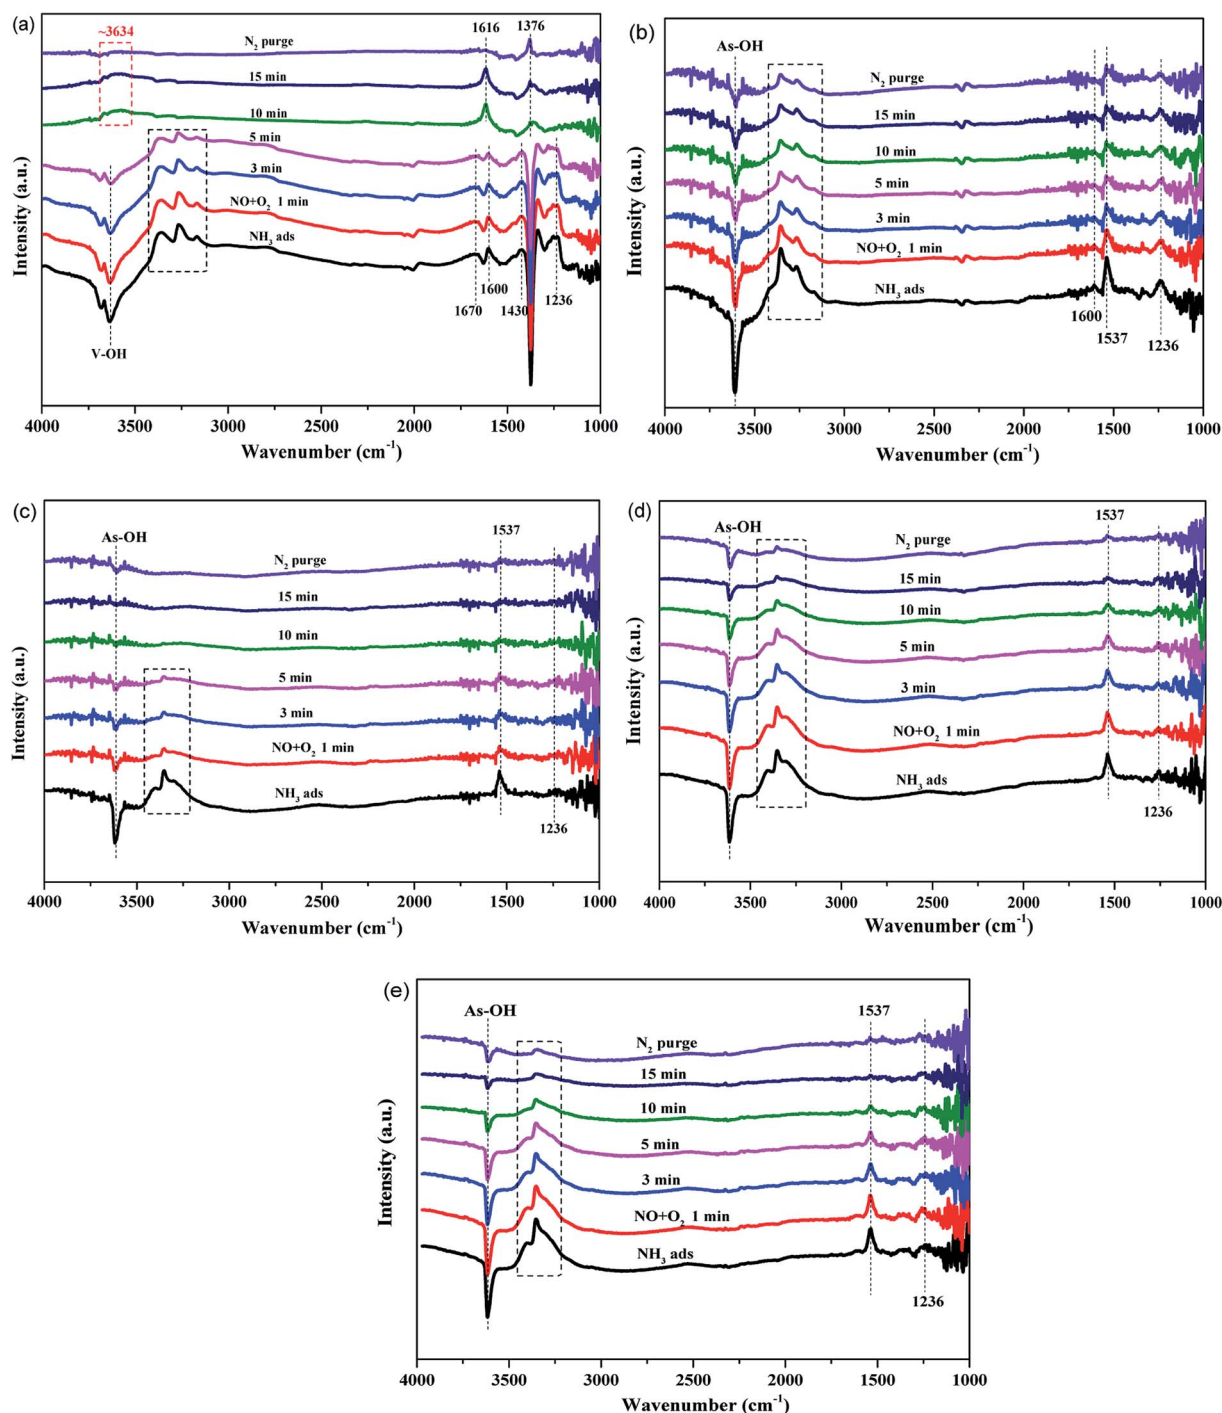 (a)
~3634
1616
1376
N₂ purge
15 min
10 min
5 min
3 min
NO+O₂ 1 min
NH₃ ads
1670
1600
1430
1236
V-OH
Intensity (a.u.)
4000 3500 3000 2500 2000 1500 1000
Wavenumber (cm⁻¹)
(b)
As-OH
N₂ purge
15 min
10 min
5 min
3 min
NO+O₂ 1 min
NH₃ ads
1600
1537
1236
Intensity (a.u.)
4000 3500 3000 2500 2000 1500 1000
Wavenumber (cm⁻¹)
(c)
As-OH
1537
N₂ purge
15 min
10 min
5 min
3 min
NO+O₂ 1 min
NH₃ ads
1236
Intensity (a.u.)
4000 3500 3000 2500 2000 1500 1000
Wavenumber (cm⁻¹)
(d)
As-OH
1537
N₂ purge
15 min
10 min
5 min
3 min
NO+O₂ 1 min
NH₃ ads
1236
Intensity (a.u.)
4000 3500 3000 2500 2000 1500 1000
Wavenumber (cm⁻¹)
(e)
As-OH
1537
N₂ purge
15 min
10 min
5 min
3 min
NO+O₂ 1 min
NH₃ ads
1236
Intensity (a.u.)
4000 3500 3000 2500 2000 1500 1000
Wavenumber (cm⁻¹)